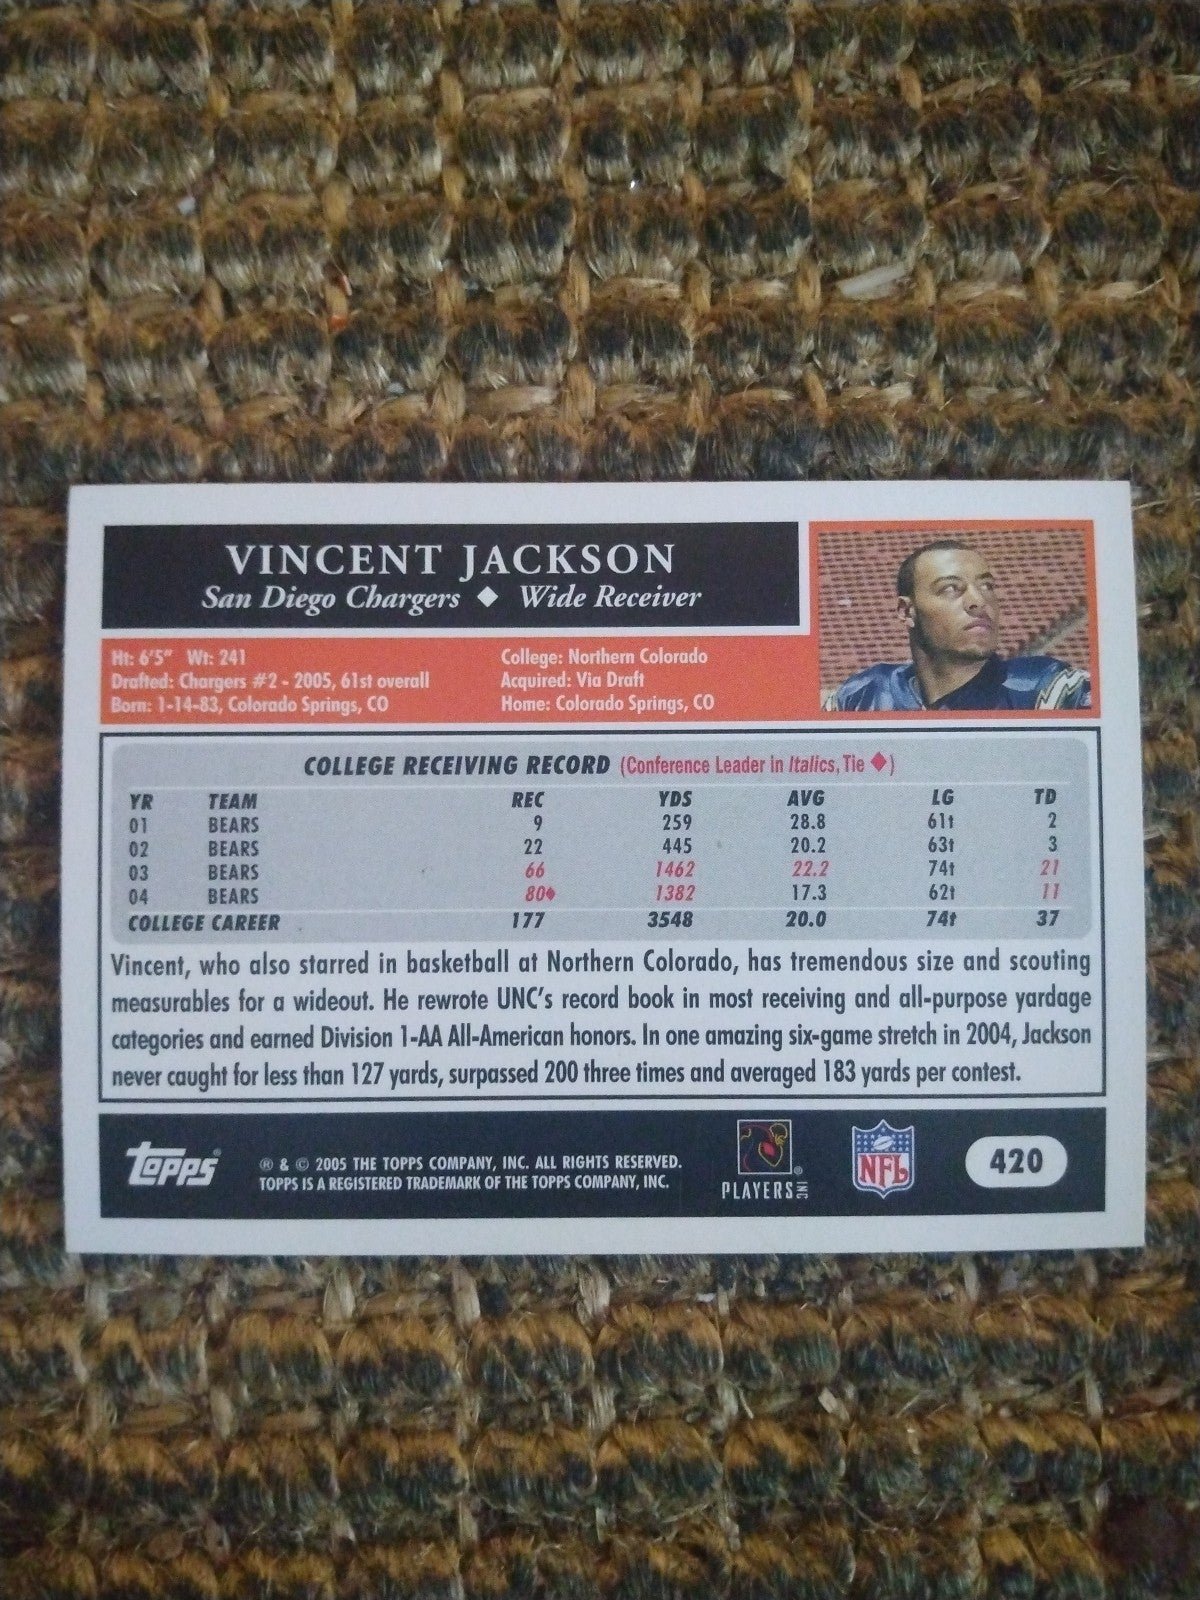 VINCENT JACKSON
San Diego Chargers ◆ Wide Receiver
Ht: 6'5" Wt: 241
Drafted: Chargers #2 - 2005, 61st overall
Born: 1-14-83, Colorado Springs, CO
College: Northern Colorado
Acquired: Via Draft
Home: Colorado Springs, CO
COLLEGE RECEIVING RECORD (Conference Leader in Italics, Tie ◆)
YR TEAM REC YDS AVG LG TD
01 BEARS 9 259 28.8 61t 2
02 BEARS 22 445 20.2 63t 3
03 BEARS 66 1462 22.2 74t 21
04 BEARS 80◆ 1382 17.3 62t 11
COLLEGE CAREER 177 3548 20.0 74t 37
Vincent, who also starred in basketball at Northern Colorado, has tremendous size and scouting
measurables for a wideout. He rewrote UNC's record book in most receiving and all-purpose yardage
categories and earned Division 1-AA All-American honors. In one amazing six-game stretch in 2004, Jackson
never caught for less than 127 yards, surpassed 200 three times and averaged 183 yards per contest.
topps®
® & © 2005 THE TOPPS COMPANY, INC. ALL RIGHTS RESERVED.
TOPPS IS A REGISTERED TRADEMARK OF THE TOPPS COMPANY, INC.
®
PLAYERS INC
NFL
420